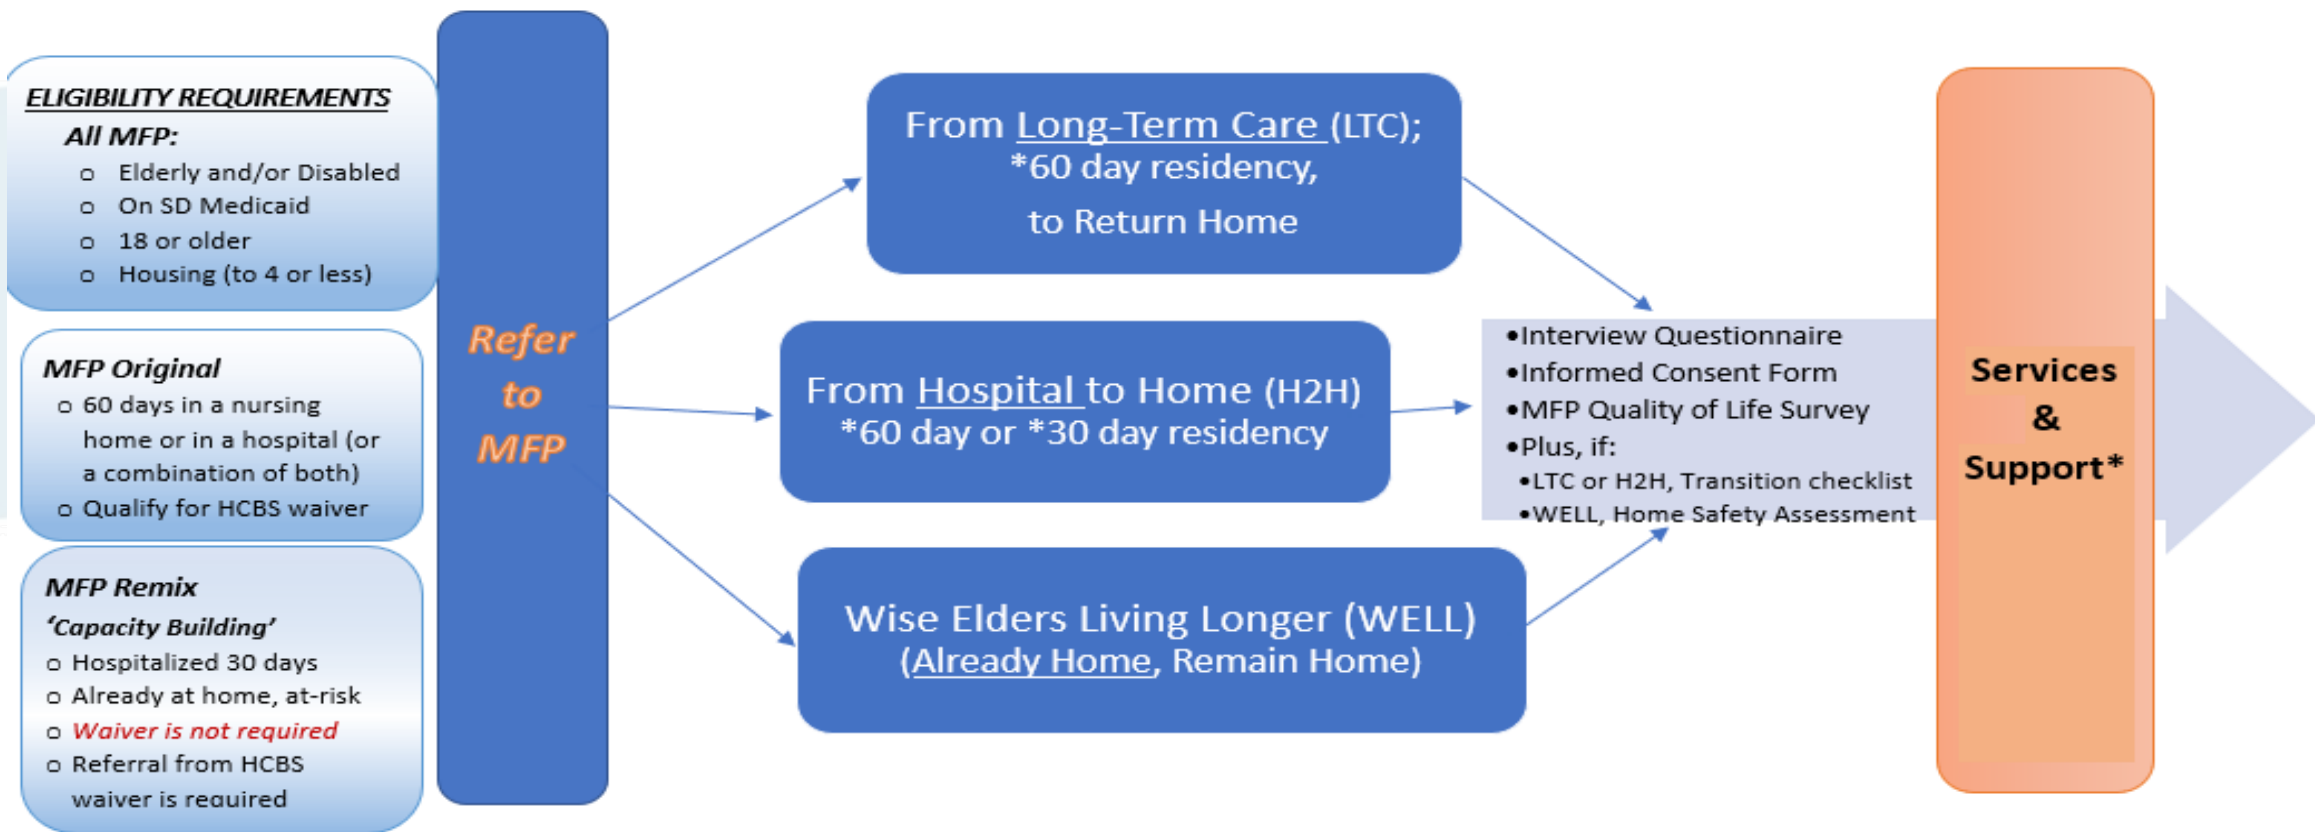 ELIGIBILITY REQUIREMENTS
All MFP:
o Elderly and/or Disabled
o On SD Medicaid
o 18 or older
o Housing (to 4 or less)
MFP Original
o 60 days in a nursing
home or in a hospital (or
a combination of both)
o Qualify for HCBS waiver
MFP Remix
‘Capacity Building’
o Hospitalized 30 days
o Already at home, at-risk
o Waiver is not required
o Referral from HCBS
waiver is required
Refer
to
MFP
From Long-Term Care (LTC);
*60 day residency,
to Return Home
From Hospital to Home (H2H)
*60 day or *30 day residency
Wise Elders Living Longer (WELL)
(Already Home, Remain Home)
•Interview Questionnaire
•Informed Consent Form
•MFP Quality of Life Survey
•Plus, if:
•LTC or H2H, Transition checklist
•WELL, Home Safety Assessment
Services
&
Support*